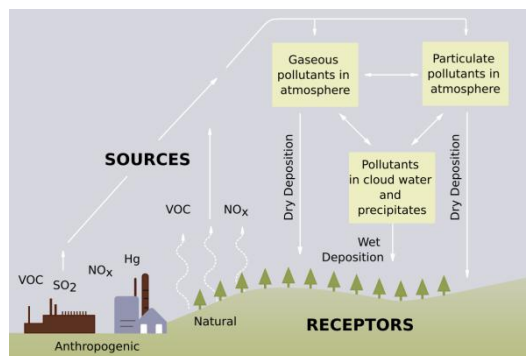 Gaseous
pollutants in
atmosphere
Particulate
pollutants in
atmosphere
SOURCES
Dry Deposition
Pollutants
in cloud water
and
precipitates
Dry Deposition
VOC
NOx
Wet
Deposition
VOC
SO2
NOx
Hg
Natural
RECEPTORS
Anthropogenic